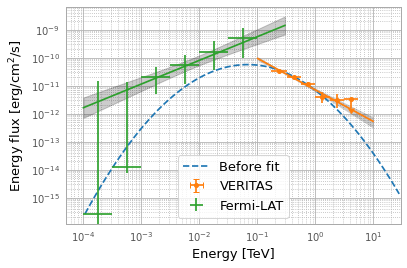 10⁻⁹
10⁻¹⁰
10⁻¹¹
10⁻¹²
10⁻¹³
10⁻¹⁴
10⁻¹⁵
Energy flux [erg/cm²/s]
Before fit
VERITAS
Fermi-LAT
10⁻⁴
10⁻³
10⁻²
10⁻¹
10⁰
10¹
Energy [TeV]